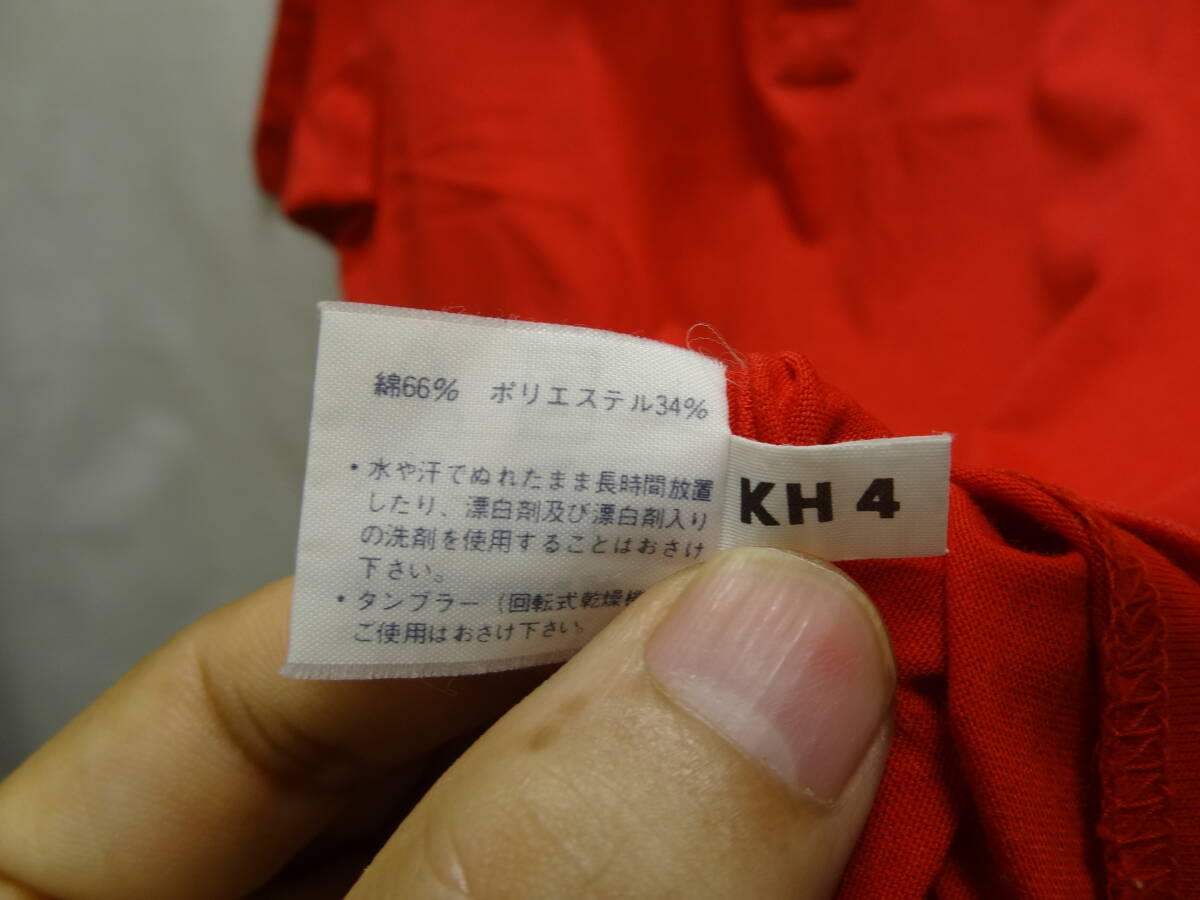 綿66% ポリエステル34%
・水や汗でぬれたまま長時間放置
したり、漂白剤及び漂白剤入り
の洗剤を使用することはおさけ
下さい。
・タンブラー（回転式乾燥
ご使用はおさけ下さい。
KH 4